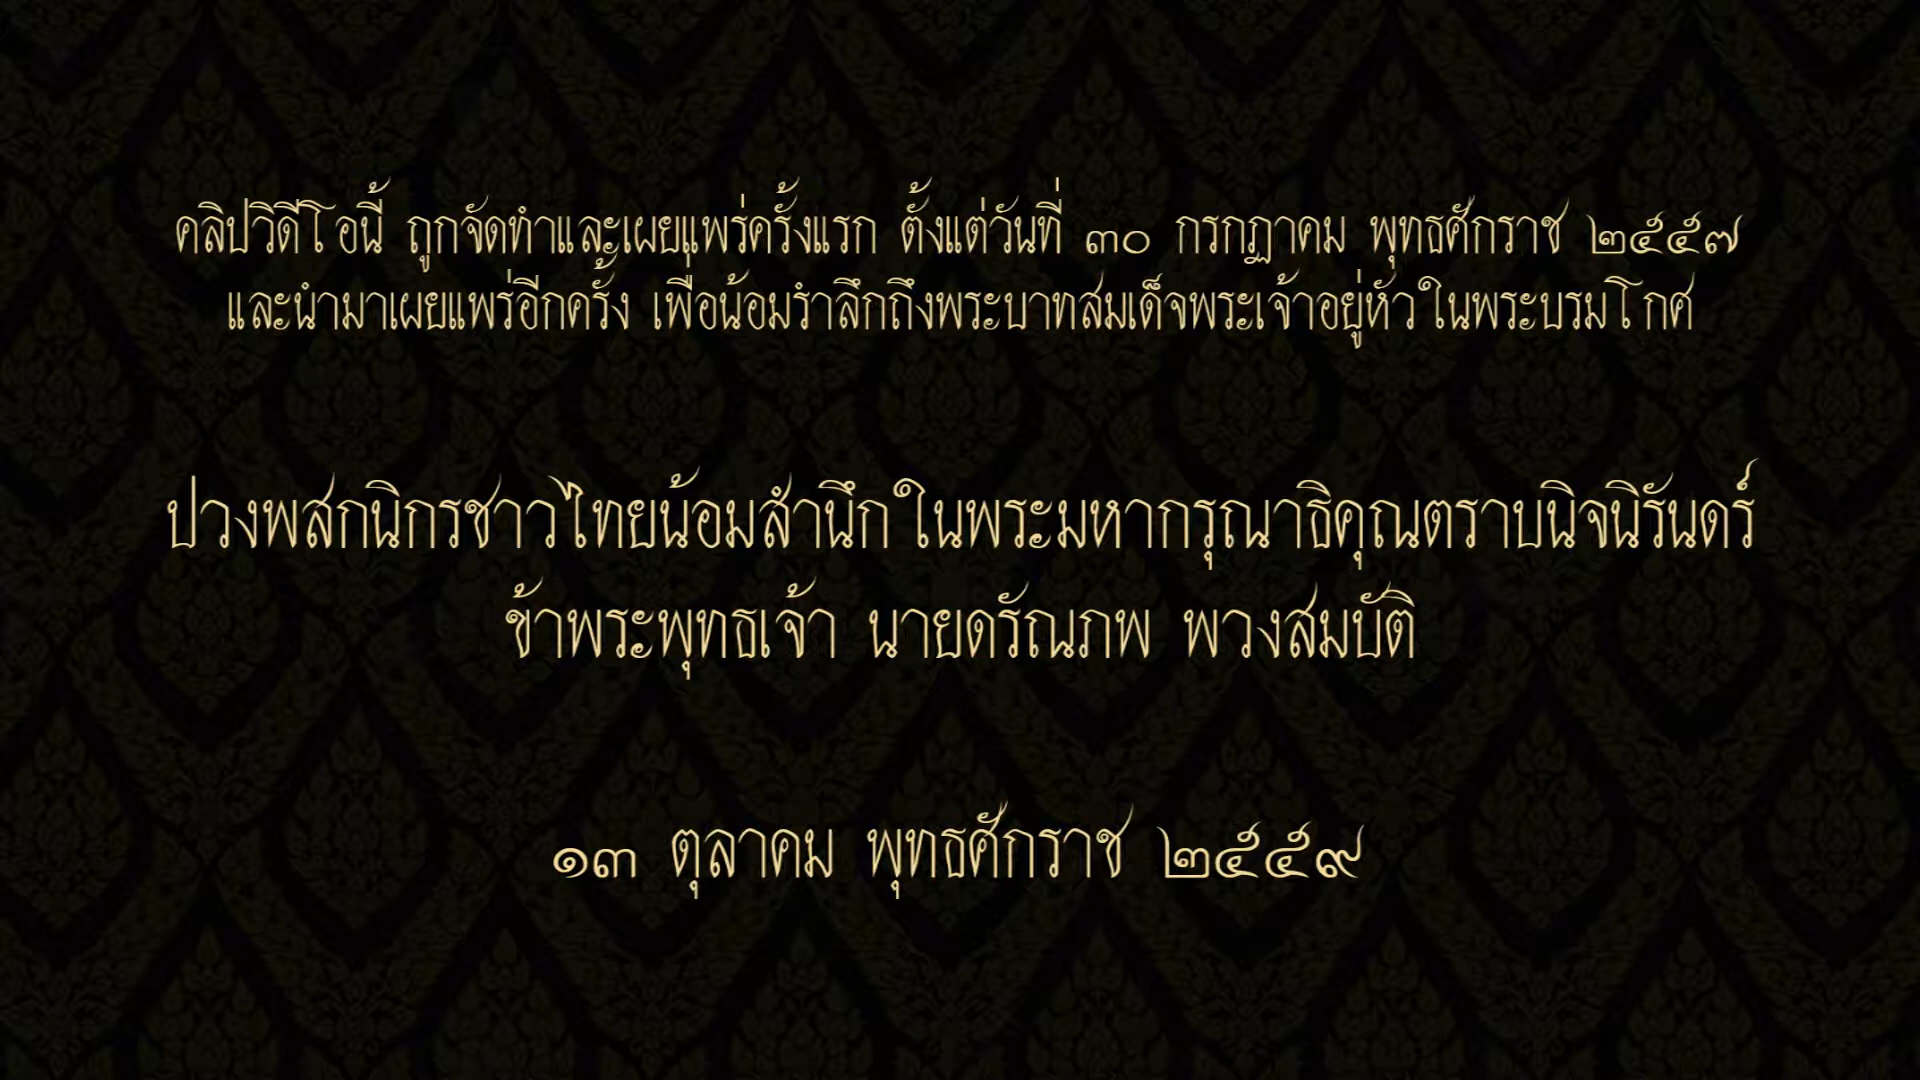 คลิปวิดีโอนี้ ถูกจัดทำและเผยแพร่ครั้งแรก ตั้งแต่วันที่ ๓๐ กรกฎาคม พุทธศักราช ๒๕๕๗
และนำมาเผยแพร่อีกครั้ง เพื่อน้อมรำลึกถึงพระบาทสมเด็จพระเจ้าอยู่หัวในพระบรมโกศ
ปวงพสกนิกรชาวไทยน้อมสำนึกในพระมหากรุณาธิคุณตราบนิจนิรันดร์
ข้าพระพุทธเจ้า นายดรัณภพ พวงสมบัติ
๑๓ ตุลาคม พุทธศักราช ๒๕๕๙